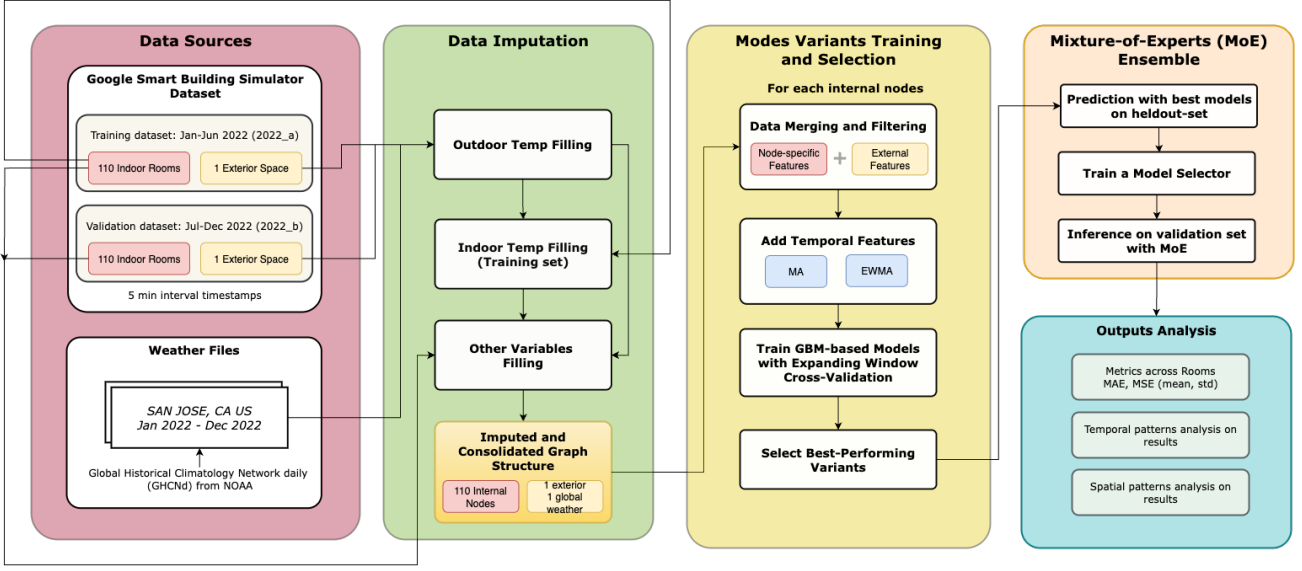 Data Sources
Google Smart Building Simulator
Dataset
Training dataset: Jan-Jun 2022 (2022_a)
110 Indoor Rooms
1 Exterior Space
Validation dataset: Jul-Dec 2022 (2022_b)
110 Indoor Rooms
1 Exterior Space
5 min interval timestamps
Weather Files
SAN JOSE, CA US
Jan 2022 - Dec 2022
Global Historical Climatology Network daily
(GHCNd) from NOAA
Data Imputation
Outdoor Temp Filling
Indoor Temp Filling
(Training set)
Other Variables
Filling
Imputed and
Consolidated Graph
Structure
110 Internal
Nodes
1 exterior
1 global
weather
Modes Variants Training
and Selection
For each internal nodes
Data Merging and Filtering
Node-specific
Features
+
External
Features
Add Temporal Features
MA
EWMA
Train GBM-based Models
with Expanding Window
Cross-Validation
Select Best-Performing
Variants
Mixture-of-Experts (MoE)
Ensemble
Prediction with best models
on heldout-set
Train a Model Selector
Inference on validation set
with MoE
Outputs Analysis
Metrics across Rooms
MAE, MSE (mean, std)
Temporal patterns analysis on
results
Spatial patterns analysis on
results